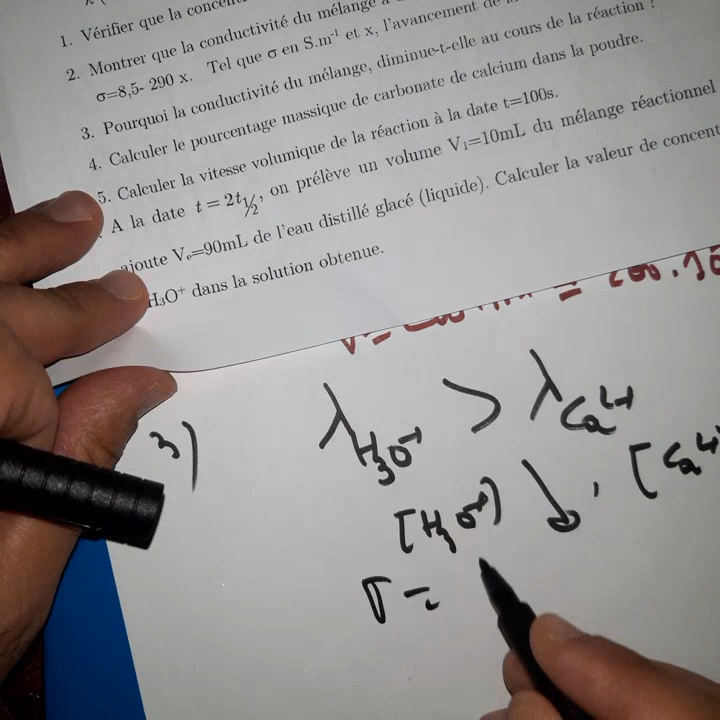 1. Vérifier que la
2. Montrer que la conductivité du mélange
σ=8,5- 290 x. Tel que σ en S.m⁻¹ et x, l'avancement de
3. Pourquoi la conductivité du mélange, diminue-t-elle au cours de la réaction ?
4. Calculer le pourcentage massique de carbonate de calcium dans la poudre.
5. Calculer la vitesse volumique de la réaction à la date t=100s.
A la date t = 2t½, on prélève un volume V₁=10mL du mélange réactionnel
ajoute Vₑ=90mL de l'eau distillé glacé (liquide). Calculer la valeur de
H₃O⁺ dans la solution obtenue.
3) λH₃O⁺ > λCa²⁺
[H₃O⁺] ↓, [Ca²⁺
σ =